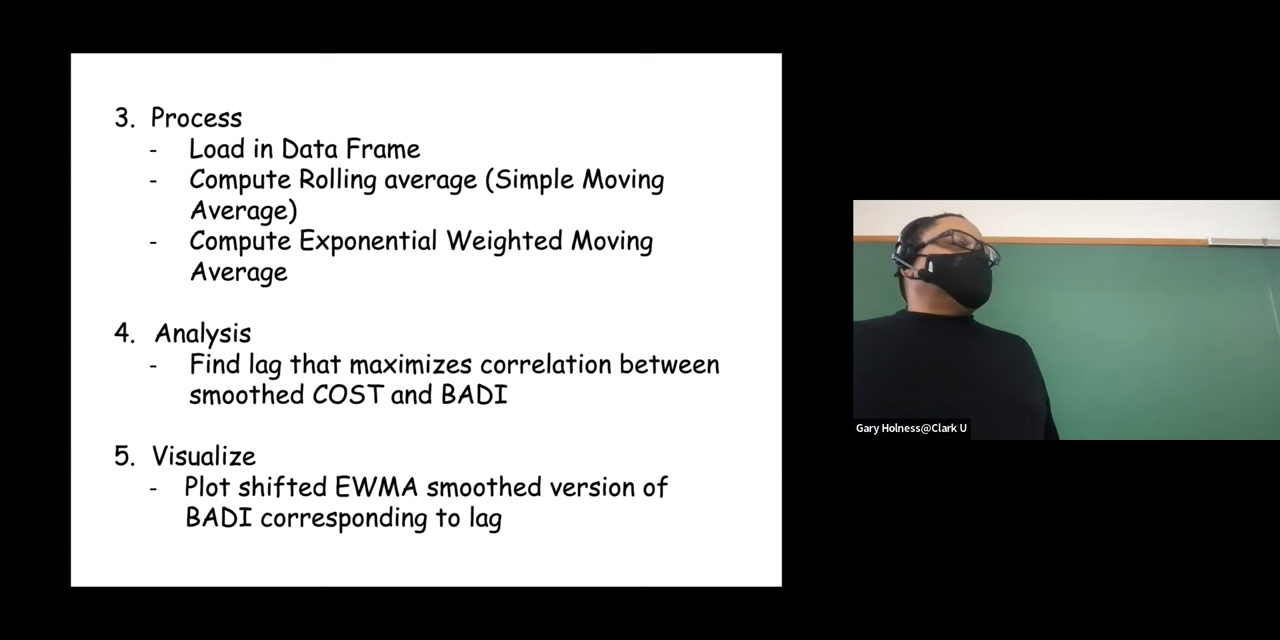 3. Process
- Load in Data Frame
- Compute Rolling average (Simple Moving
Average)
- Compute Exponential Weighted Moving
Average
4. Analysis
- Find lag that maximizes correlation between
smoothed COST and BADI
5. Visualize
- Plot shifted EWMA smoothed version of
BADI corresponding to lag
Gary Holness@Clark U